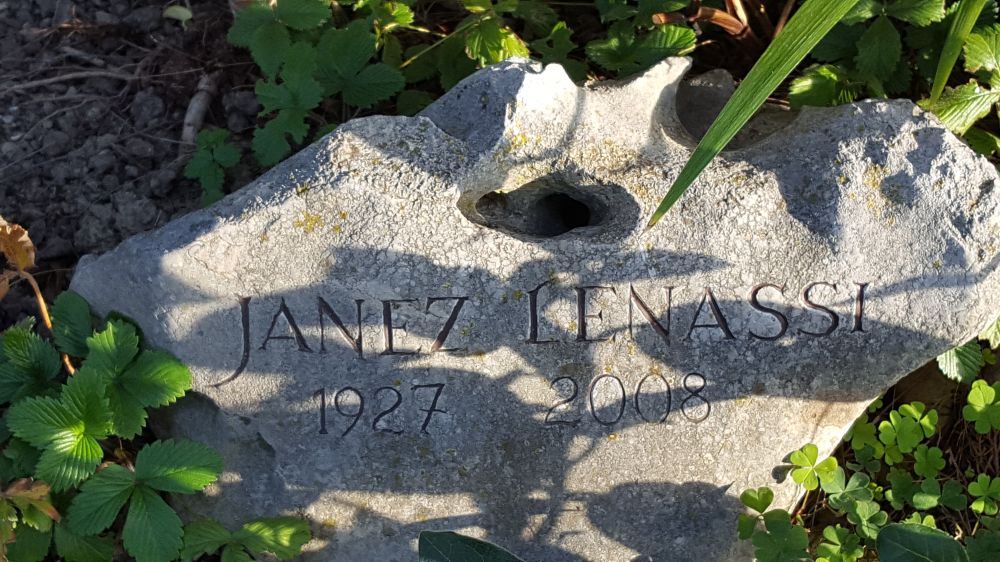 JANEZ LENASSI
1927 2008